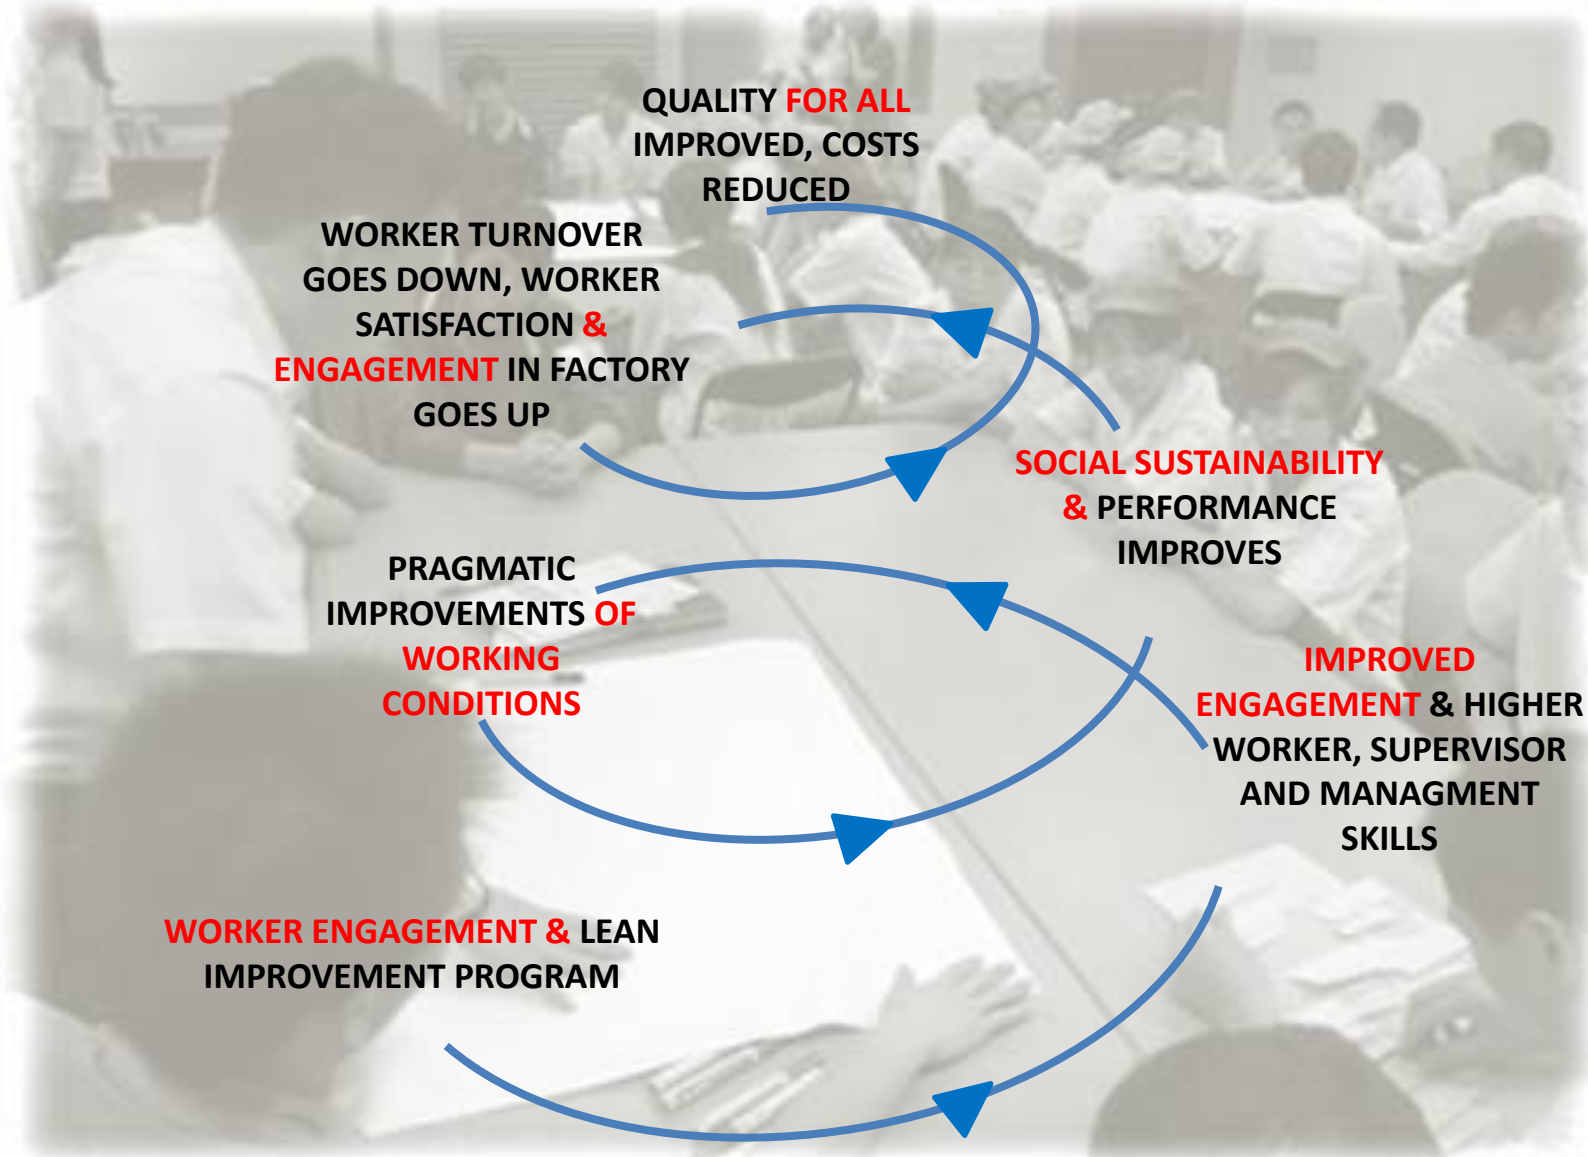 QUALITY FOR ALL
IMPROVED, COSTS
REDUCED
WORKER TURNOVER
GOES DOWN, WORKER
SATISFACTION &
ENGAGEMENT IN FACTORY
GOES UP
SOCIAL SUSTAINABILITY
& PERFORMANCE
IMPROVES
PRAGMATIC
IMPROVEMENTS OF
WORKING
CONDITIONS
IMPROVED
ENGAGEMENT & HIGHER
WORKER, SUPERVISOR
AND MANAGMENT
SKILLS
WORKER ENGAGEMENT & LEAN
IMPROVEMENT PROGRAM